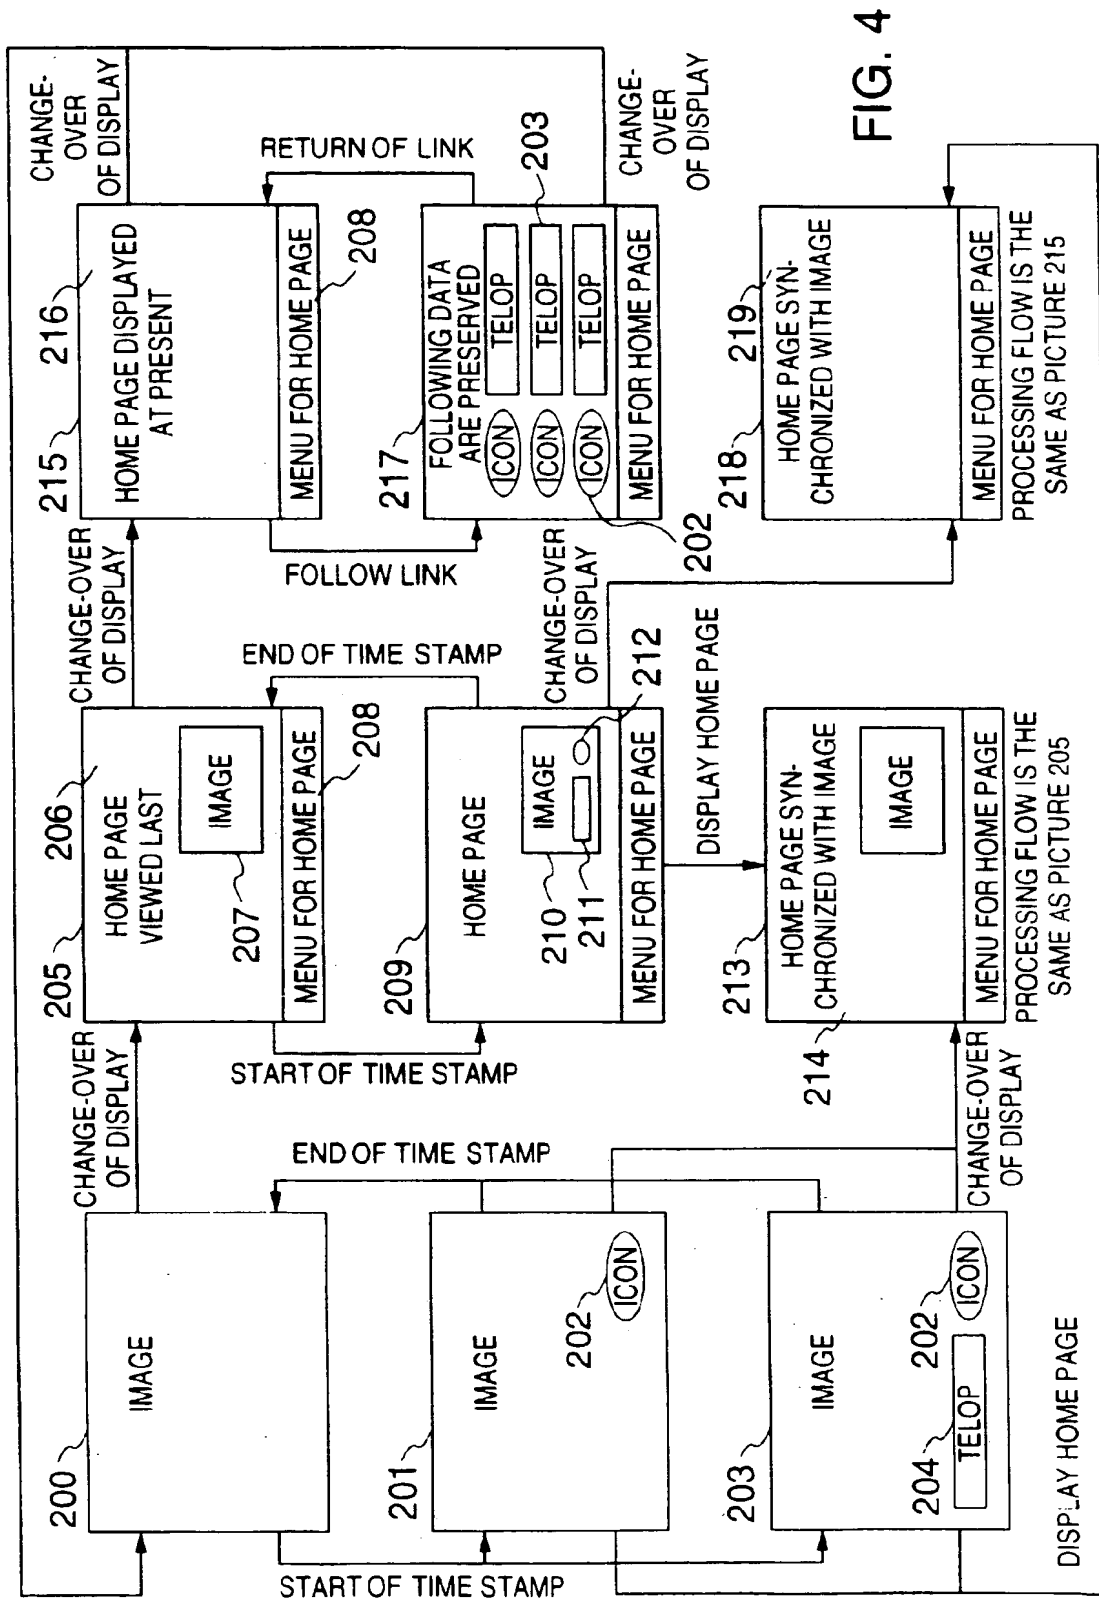 FIG. 4
CHANGE-
OVER
OF DISPLAY
200
IMAGE
CHANGE-OVER
OF DISPLAY
205
206
HOME PAGE
VIEWED LAST
207
IMAGE
MENU FOR HOME PAGE
208
CHANGE-OVER
OF DISPLAY
215
216
HOME PAGE DISPLAYED
AT PRESENT
MENU FOR HOME PAGE
208
START OF TIME STAMP
END OF TIME STAMP
START OF TIME STAMP
END OF TIME STAMP
FOLLOW LINK
RETURN OF LINK
201
IMAGE
202
ICON
209
HOME PAGE
210
IMAGE
211
212
MENU FOR HOME PAGE
CHANGE-OVER
OF DISPLAY
217
FOLLOWING DATA
ARE PRESERVED
ICON
TELOP
ICON
TELOP
ICON
TELOP
203
202
MENU FOR HOME PAGE
CHANGE-
OVER
OF DISPLAY
DISPLAY HOME PAGE
203
IMAGE
204
TELOP
202
ICON
CHANGE-OVER
OF DISPLAY
213
HOME PAGE SYN-
CHRONIZED WITH IMAGE
214
IMAGE
MENU FOR HOME PAGE
PROCESSING FLOW IS THE
SAME AS PICTURE 205
218
219
HOME PAGE SYN-
CHRONIZED WITH IMAGE
MENU FOR HOME PAGE
PROCESSING FLOW IS THE
SAME AS PICTURE 215
DISPLAY HOME PAGE